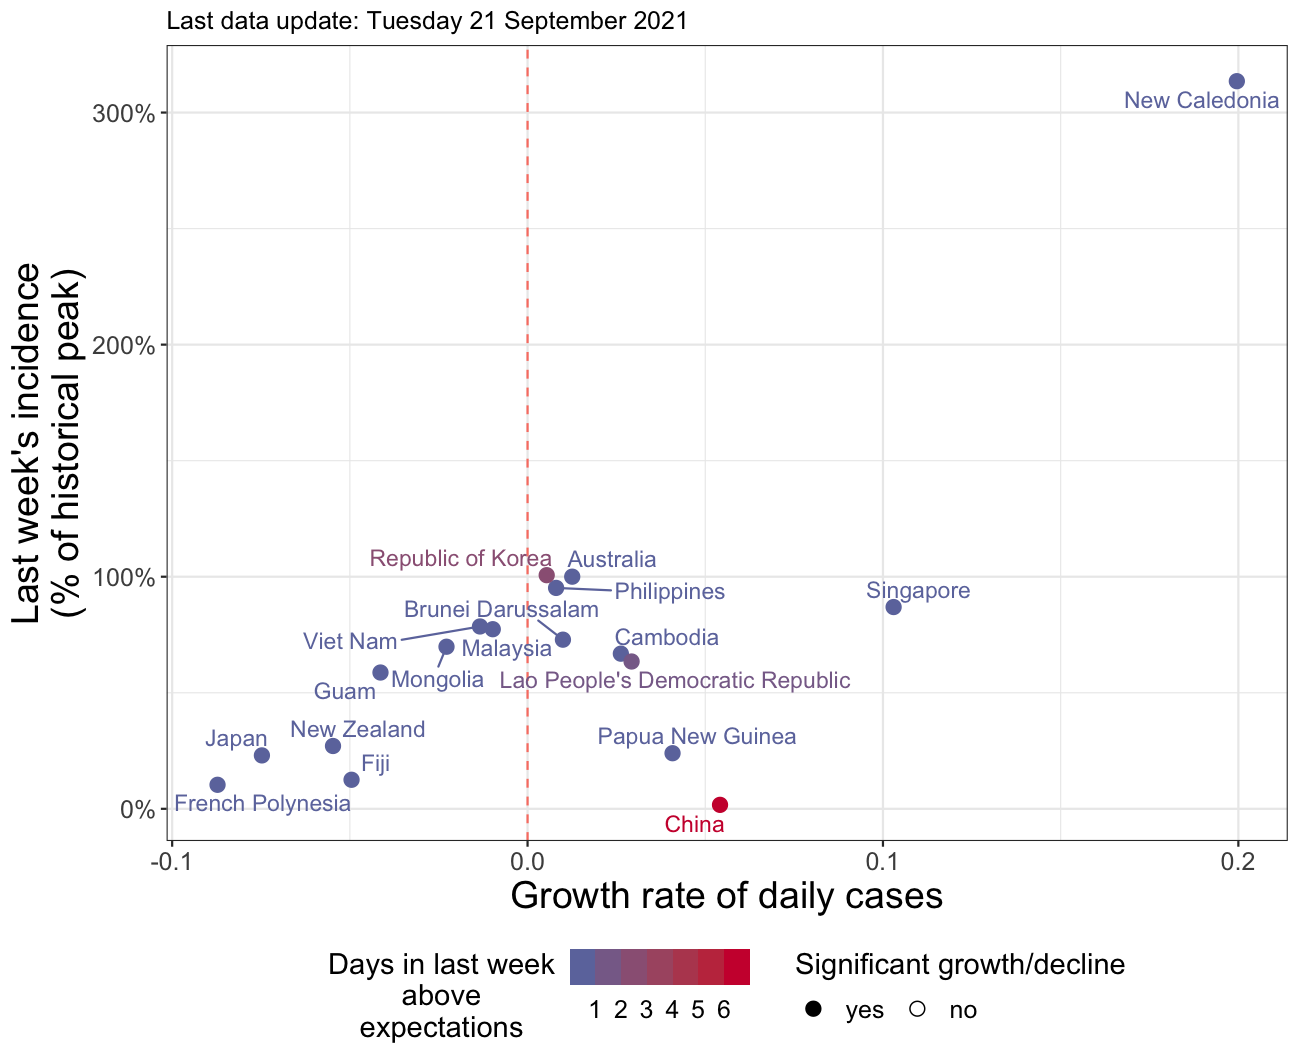 Last data update: Tuesday 21 September 2021
Last week's incidence
(% of historical peak)
300%
200%
100%
0%
New Caledonia
Republic of Korea
Australia
Philippines
Singapore
Brunei Darussalam
Viet Nam
Malaysia
Cambodia
Mongolia
Lao People's Democratic Republic
Guam
New Zealand
Japan
Papua New Guinea
Fiji
French Polynesia
China
-0.1 0.0 0.1 0.2
Growth rate of daily cases
Days in last week
above
expectations
1 2 3 4 5 6
Significant growth/decline
yes no